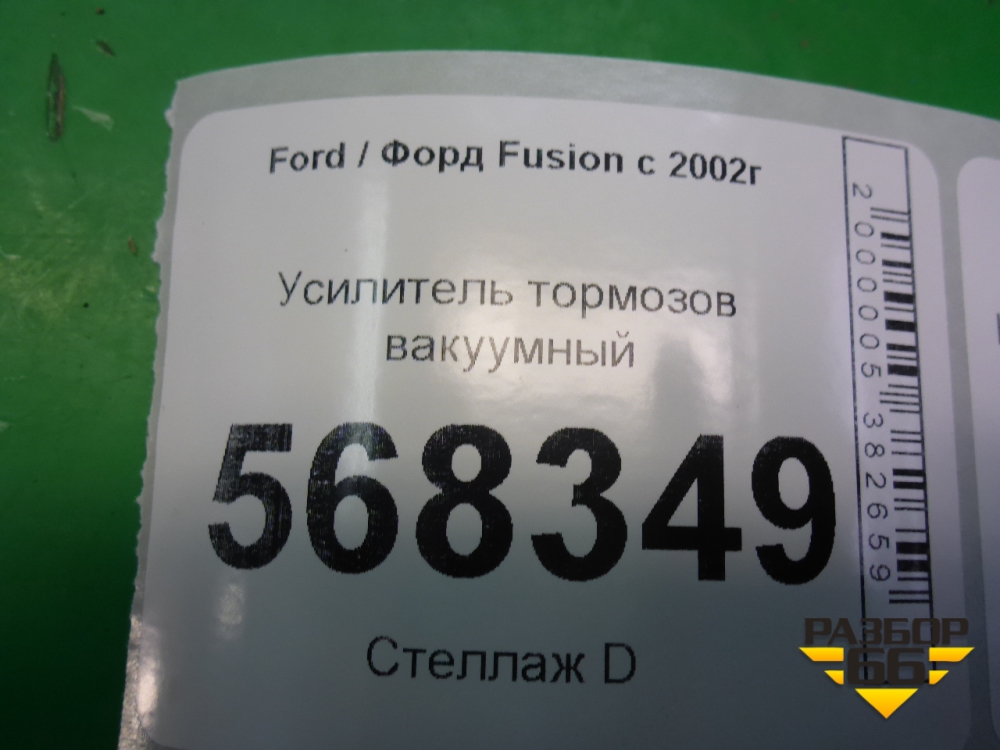 Ford / Форд Fusion с 2002г
Усилитель тормозов
вакуумный
568349
Стеллаж D
2000005382659
РАЗБОР
66